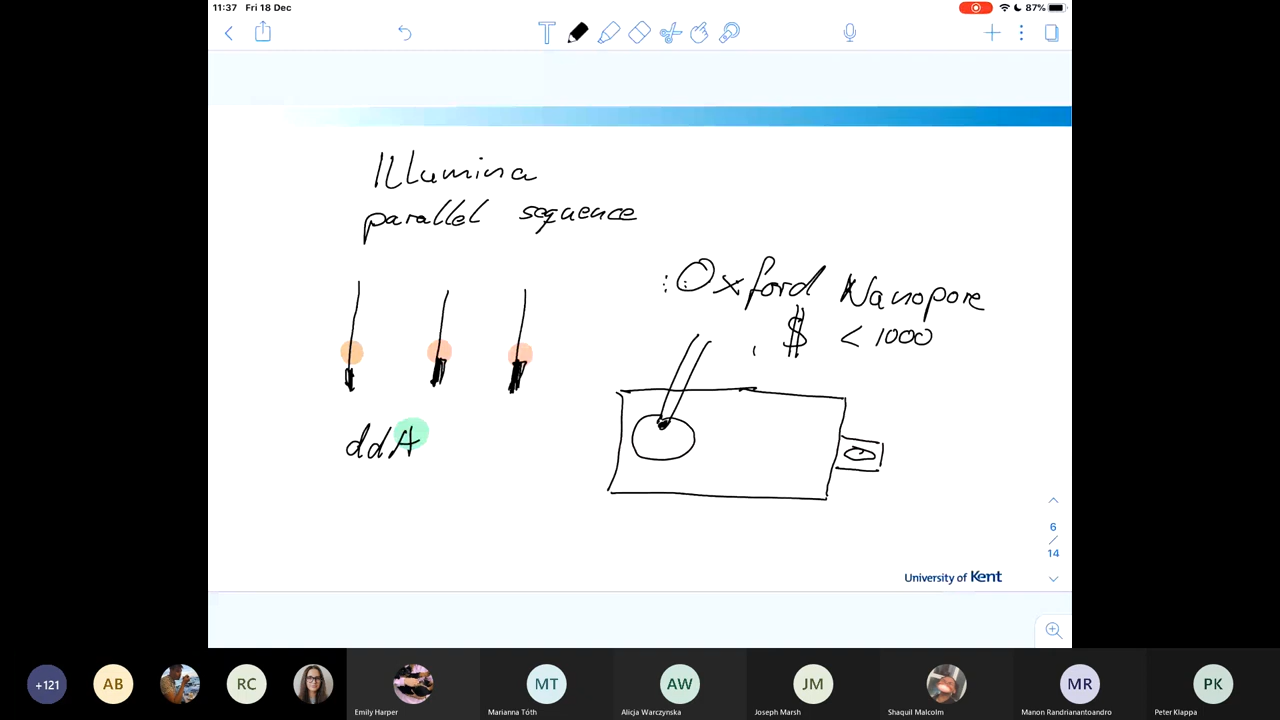 11:37 Fri 18 Dec
87%
T
Illumina
parallel sequence
:Oxford Nanopore
$ < 1000
ddA
6
/
14
University of Kent
+121
AB
RC
MT
AW
JM
MR
PK
Emily Harper
Marianna Tóth
Alicja Warczynska
Joseph Marsh
Shaquil Malcolm
Manon Randrianantoandro
Peter Klappa